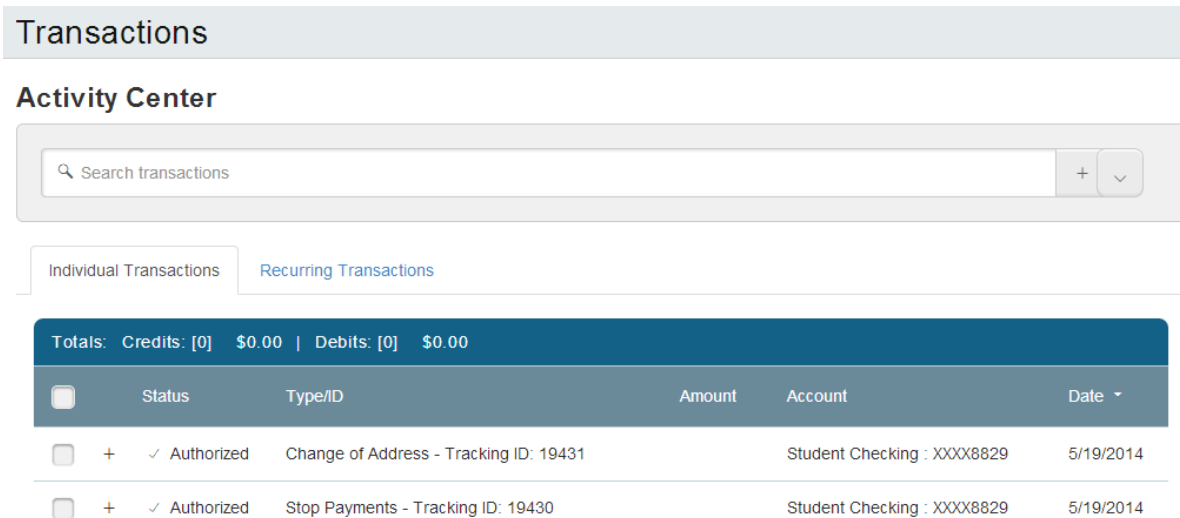 Transactions
Activity Center
Search transactions +
Individual Transactions Recurring Transactions
Totals: Credits: [0] $0.00 | Debits: [0] $0.00
Status Type/ID Amount Account Date
+ ✓ Authorized Change of Address - Tracking ID: 19431 Student Checking : XXXX8829 5/19/2014
+ ✓ Authorized Stop Payments - Tracking ID: 19430 Student Checking : XXXX8829 5/19/2014